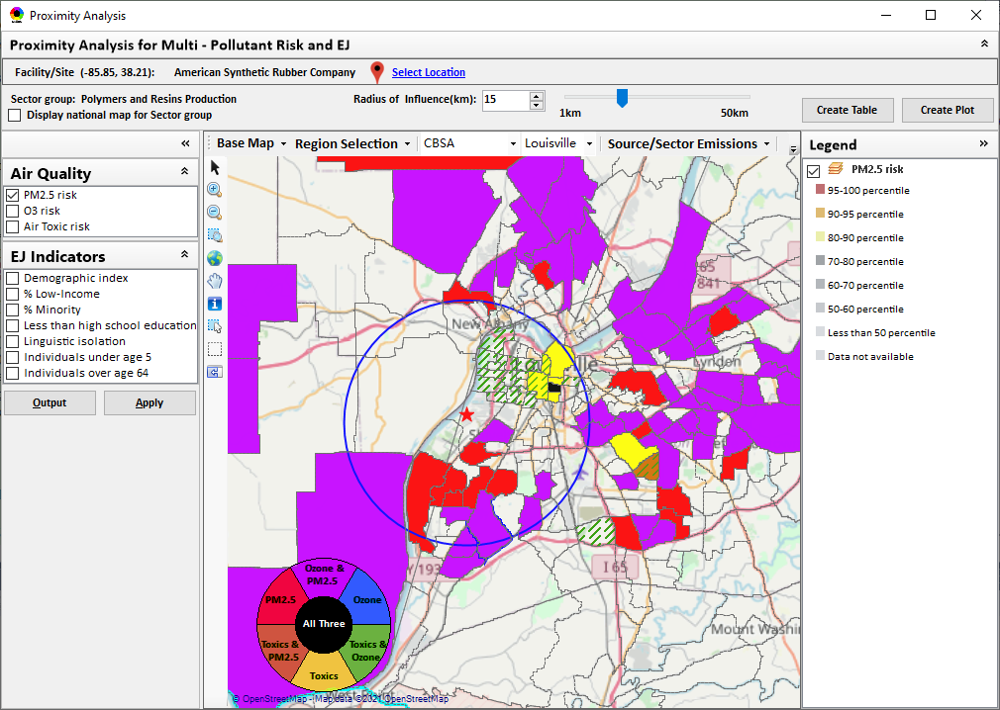 Proximity Analysis
Proximity Analysis for Multi - Pollutant Risk and EJ
Facility/Site (-85.85, 38.21): American Synthetic Rubber Company Select Location
Sector group: Polymers and Resins Production
Display national map for Sector group
Radius of Influence(km): 15
1km 50km
Create Table Create Plot
Base Map Region Selection CBSA Louisville Source/Sector Emissions
Air Quality
PM2.5 risk
O3 risk
Air Toxic risk
EJ Indicators
Demographic index
% Low-Income
% Minority
Less than high school education
Linguistic isolation
Individuals under age 5
Individuals over age 64
Output Apply
265
841
New Albany
Lyndon
Y 193
I 65
Ozone &
PM2.5
PM2.5
Ozone
All Three
Toxics &
PM2.5
Toxics &
Ozone
Toxics
Mount Washi
West Point
© OpenStreetMap - Map data ©2021 OpenStreetMap
Legend
PM2.5 risk
95-100 percentile
90-95 percentile
80-90 percentile
70-80 percentile
60-70 percentile
50-60 percentile
Less than 50 percentile
Data not available